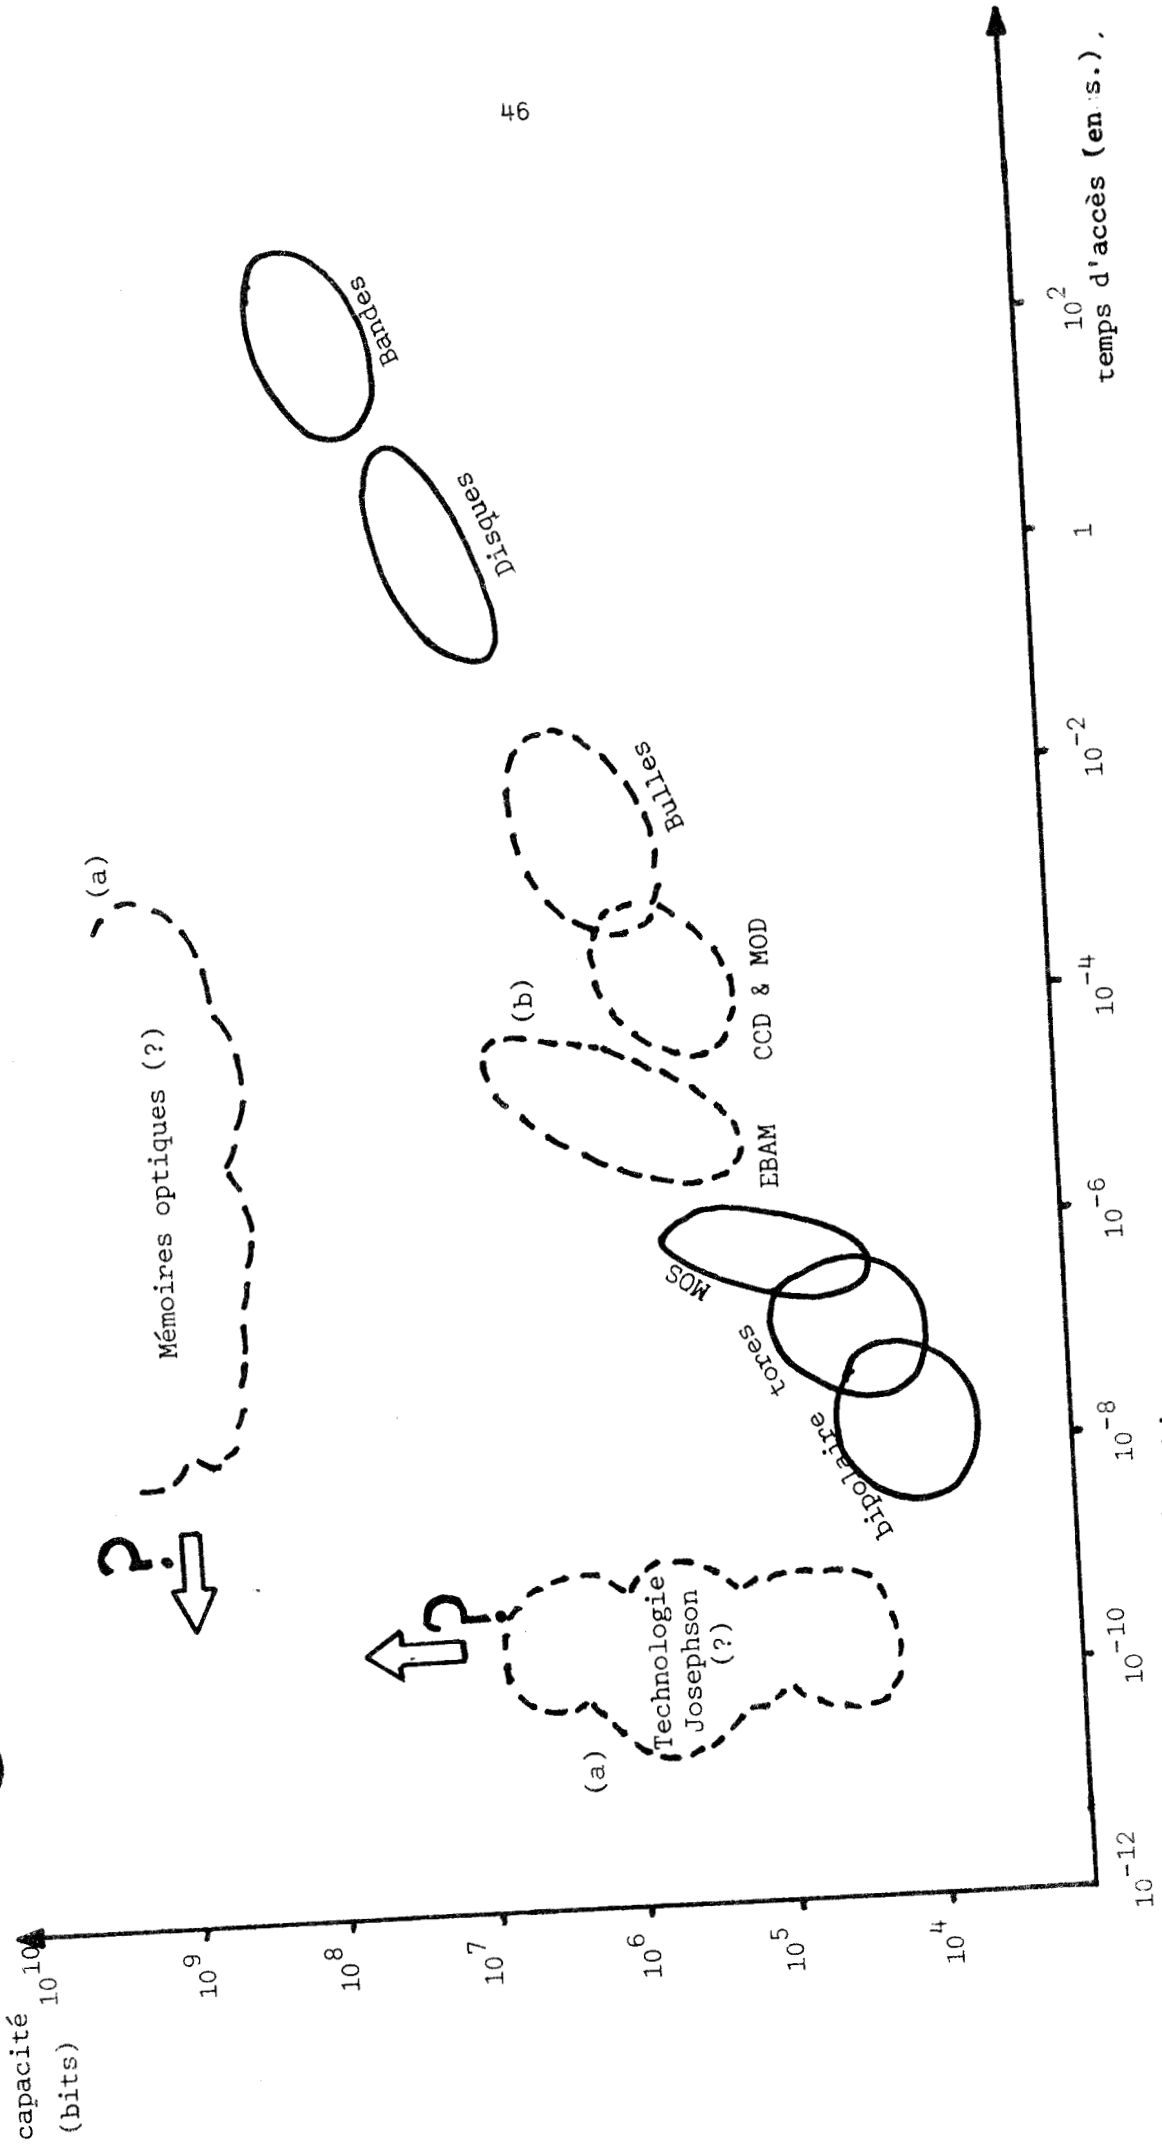 46
capacité
(bits)
10^10
10^9
10^8
10^7
10^6
10^5
10^4
Mémoires optiques (?)
(a)
?
?
(a)
Technologie
Josephson
(?)
bipolaire
tores
MOS
EBAM
(b)
CCD & MOD
Bulles
Disques
Bandes
10^-12
10^-10
10^-8
10^-6
10^-4
10^-2
1
10^2
temps d'accès (en s.).